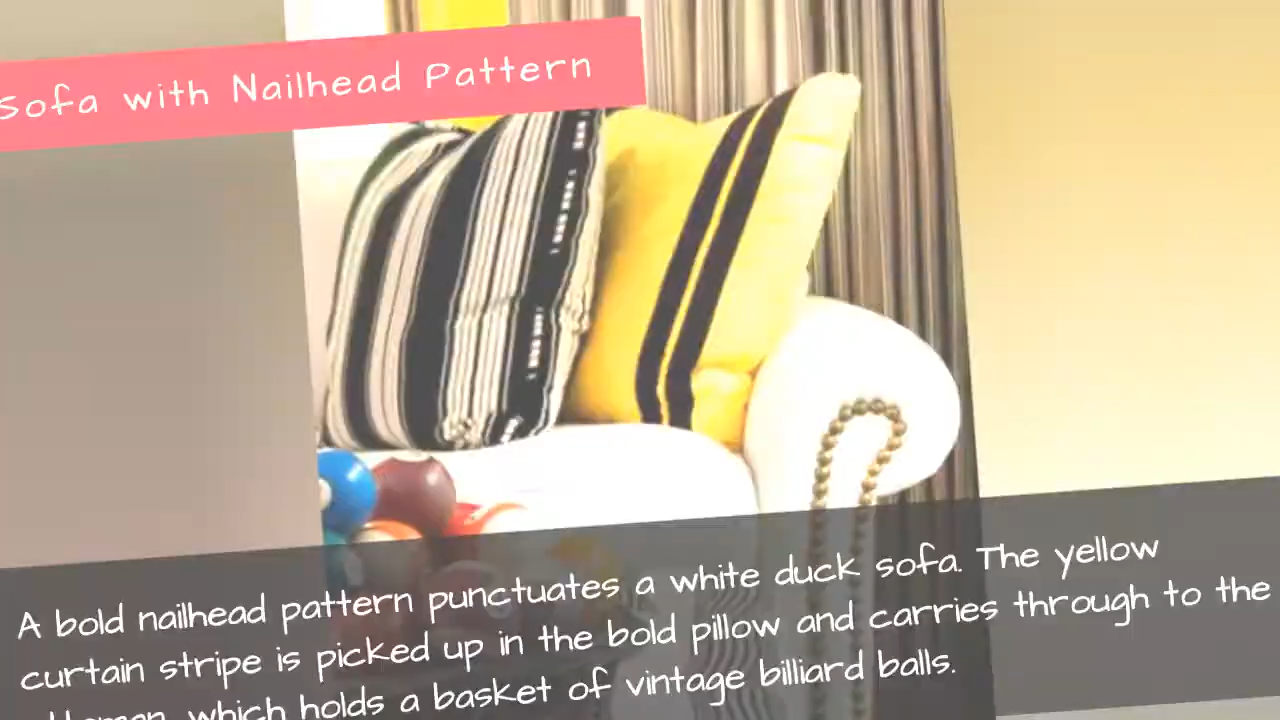 Sofa with Nailhead Pattern
A bold nailhead pattern punctuates a white duck sofa. The yellow
curtain stripe is picked up in the bold pillow and carries through to the
which holds a basket of vintage billiard balls.